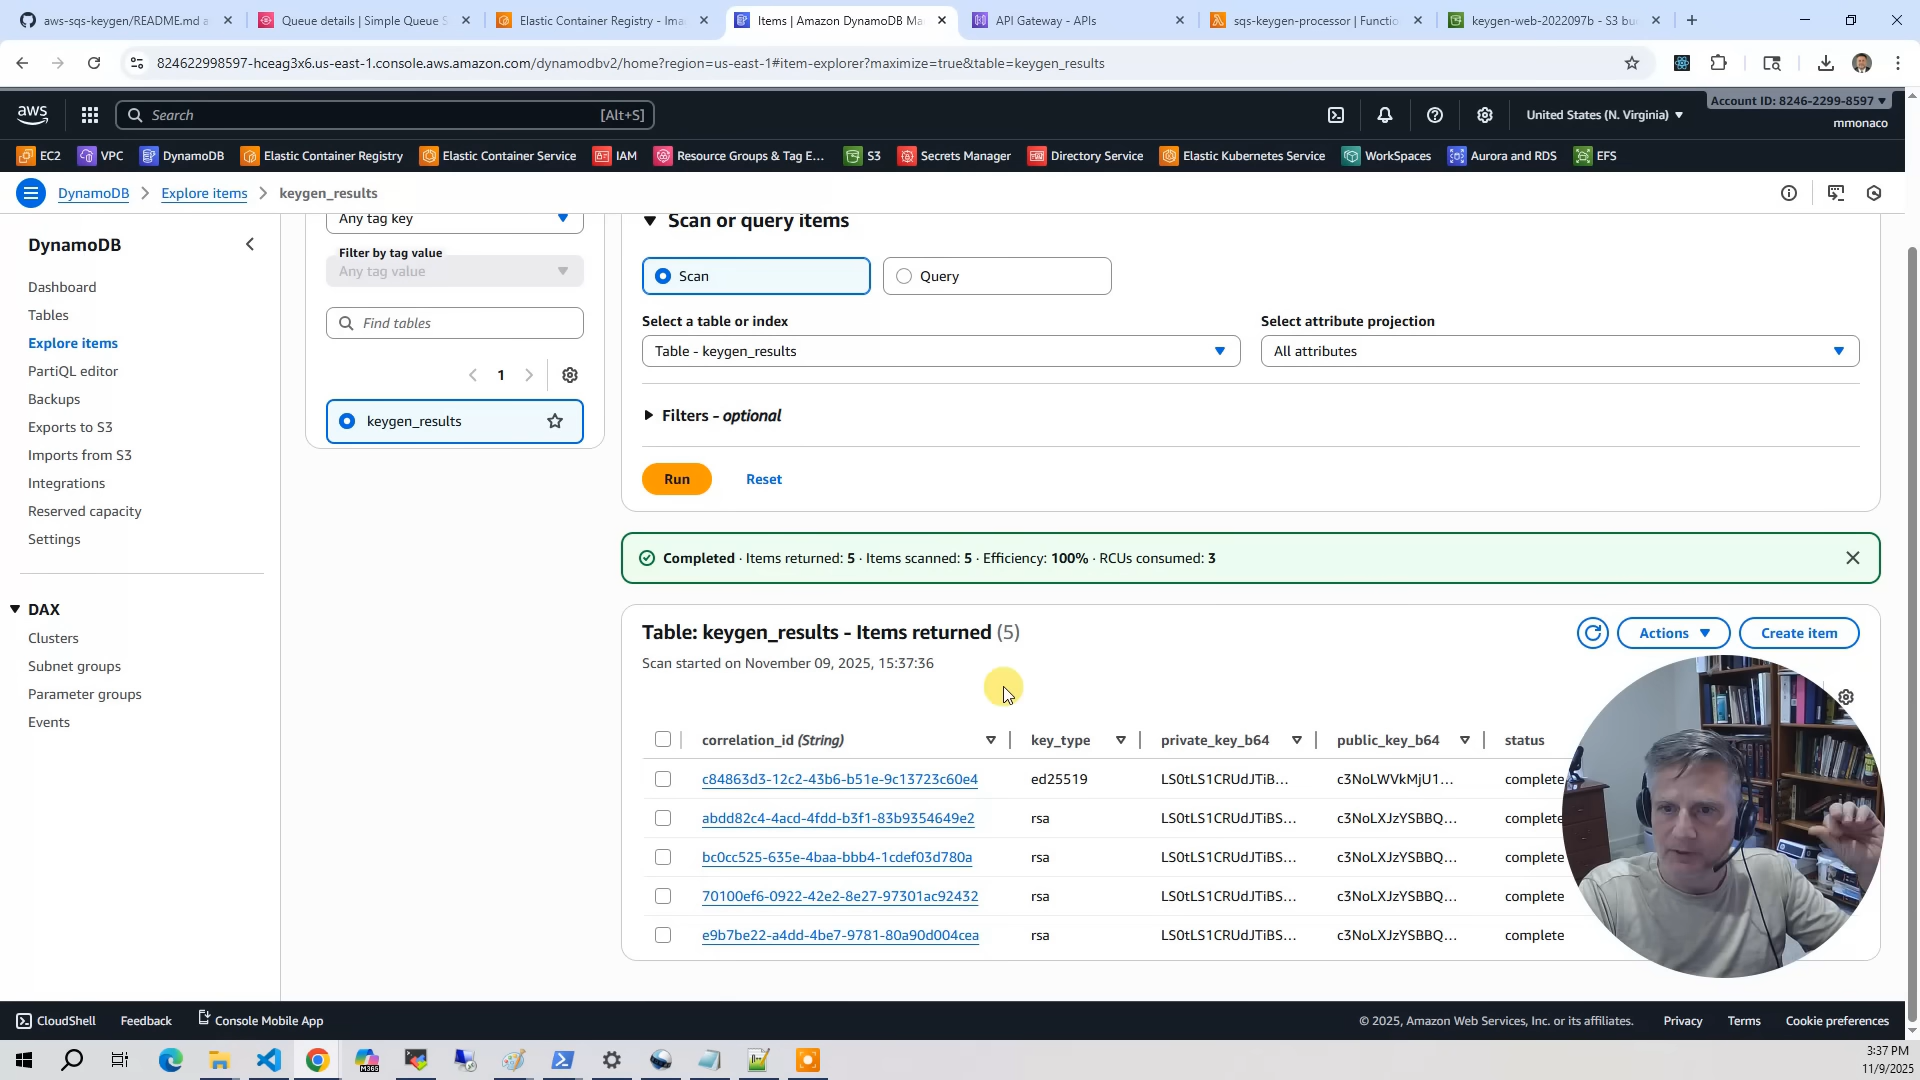 aws-sqs-keygen/README.md a
Queue details | Simple Queue S
Elastic Container Registry - Ima
Items | Amazon DynamoDB Ma
API Gateway - APIs
sqs-keygen-processor | Functio
keygen-web-2022097b - S3 bu
824622998597-hceag3x6.us-east-1.console.aws.amazon.com/dynamodbv2/home?region=us-east-1#item-explorer?maximize=true&table=keygen_results
aws
Search
[Alt+S]
United States (N. Virginia)
Account ID: 8246-2299-8597
mmonaco
EC2
VPC
DynamoDB
Elastic Container Registry
Elastic Container Service
IAM
Resource Groups & Tag E...
S3
Secrets Manager
Directory Service
Elastic Kubernetes Service
WorkSpaces
Aurora and RDS
EFS
DynamoDB
Explore items
keygen_results
DynamoDB
Dashboard
Tables
Explore items
PartiQL editor
Backups
Exports to S3
Imports from S3
Integrations
Reserved capacity
Settings
DAX
Clusters
Subnet groups
Parameter groups
Events
Any tag key
Filter by tag value
Any tag value
Find tables
1
keygen_results
Scan or query items
Scan
Query
Select a table or index
Table - keygen_results
Select attribute projection
All attributes
Filters - optional
Run
Reset
Completed · Items returned: 5 · Items scanned: 5 · Efficiency: 100% · RCUs consumed: 3
Table: keygen_results - Items returned (5)
Scan started on November 09, 2025, 15:37:36
Actions
Create item
correlation_id (String) key_type private_key_b64 public_key_b64 status
c84863d3-12c2-43b6-b51e-9c13723c60e4 ed25519 LS0tLS1CRUdJTiB... c3NoLWVkMjU1... complete
abdd82c4-4acd-4fdd-b3f1-83b9354649e2 rsa LS0tLS1CRUdJTiBS... c3NoLXJzYSBBQ... complete
bc0cc525-635e-4baa-bbb4-1cdef03d780a rsa LS0tLS1CRUdJTiBS... c3NoLXJzYSBBQ... complete
70100ef6-0922-42e2-8e27-97301ac92432 rsa LS0tLS1CRUdJTiBS... c3NoLXJzYSBBQ... complete
e9b7be22-a4dd-4be7-9781-80a90d004cea rsa LS0tLS1CRUdJTiBS... c3NoLXJzYSBBQ... complete
CloudShell
Feedback
Console Mobile App
© 2025, Amazon Web Services, Inc. or its affiliates.
Privacy
Terms
Cookie preferences
M365
3:37 PM
11/9/2025